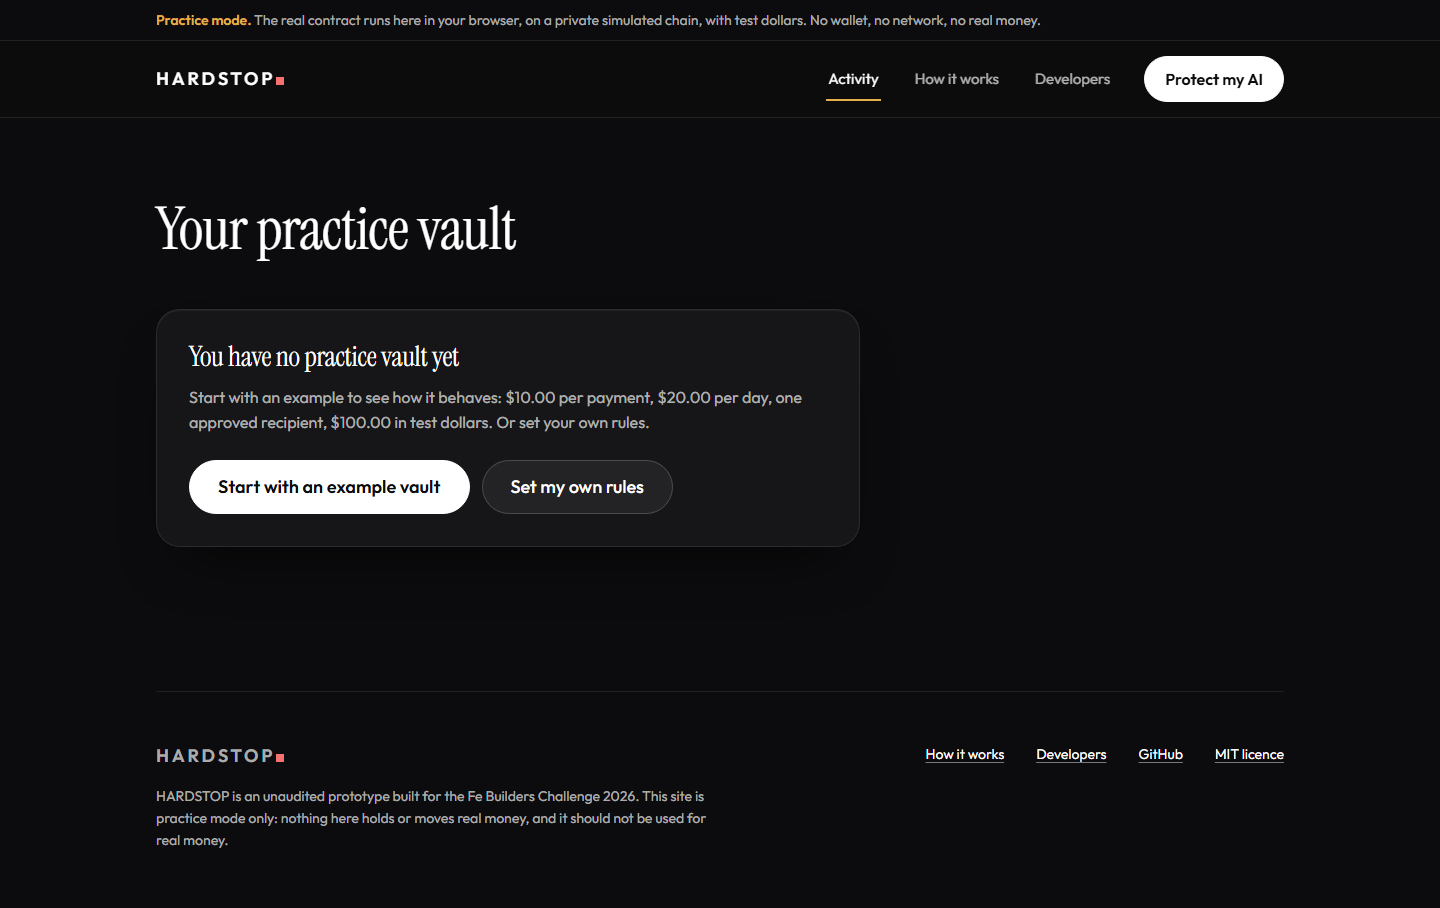 Practice mode. The real contract runs here in your browser, on a private simulated chain, with test dollars. No wallet, no network, no real money.
HARDSTOP
Activity
How it works
Developers
Protect my AI
Your practice vault
You have no practice vault yet
Start with an example to see how it behaves: $10.00 per payment, $20.00 per day, one
approved recipient, $100.00 in test dollars. Or set your own rules.
Start with an example vault
Set my own rules
HARDSTOP
How it works
Developers
GitHub
MIT licence
HARDSTOP is an unaudited prototype built for the Fe Builders Challenge 2026. This site is
practice mode only: nothing here holds or moves real money, and it should not be used for
real money.